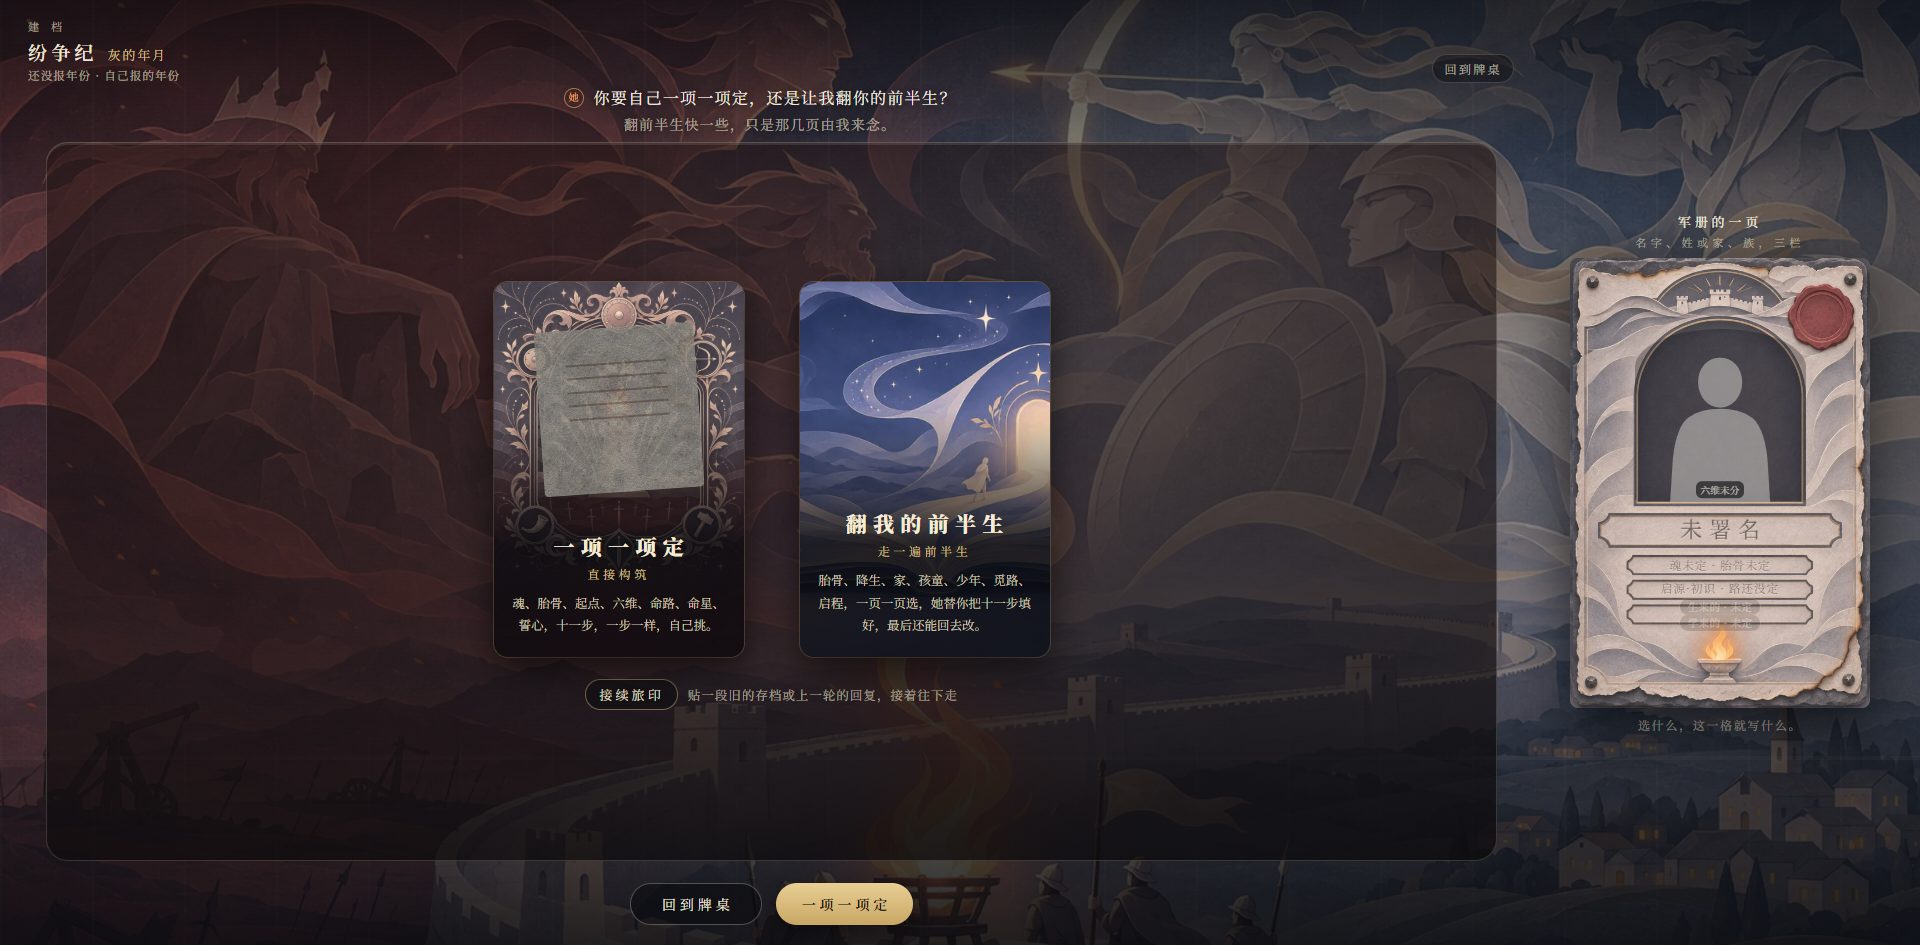 建 档
纷争纪 灰的年月
还没报年份 · 自己报的年份
回到牌桌
她 你要自己一项一项定，还是让我翻你的前半生？
翻前半生快一些，只是那几页由我来念。
一项一项定
直接构筑
魂、胎骨、起点、六维、命路、命星、
誓心，十一步，一步一样，自己挑。
翻我的前半生
走一遍前半生
胎骨、降生、家、孩童、少年、觅路、
启程，一页一页选，她替你把十一步填
好，最后还能回去改。
接续旅印 贴一段旧的存档或上一轮的回复，接着往下走
回到牌桌
一项一项定
军册的一页
名字、姓或家、族，三栏
六维未分
未署名
魂未定 · 胎骨未定
启源·初识 · 路还没定
生来的 · 未定
学来的 · 未定
选什么，这一格就写什么。